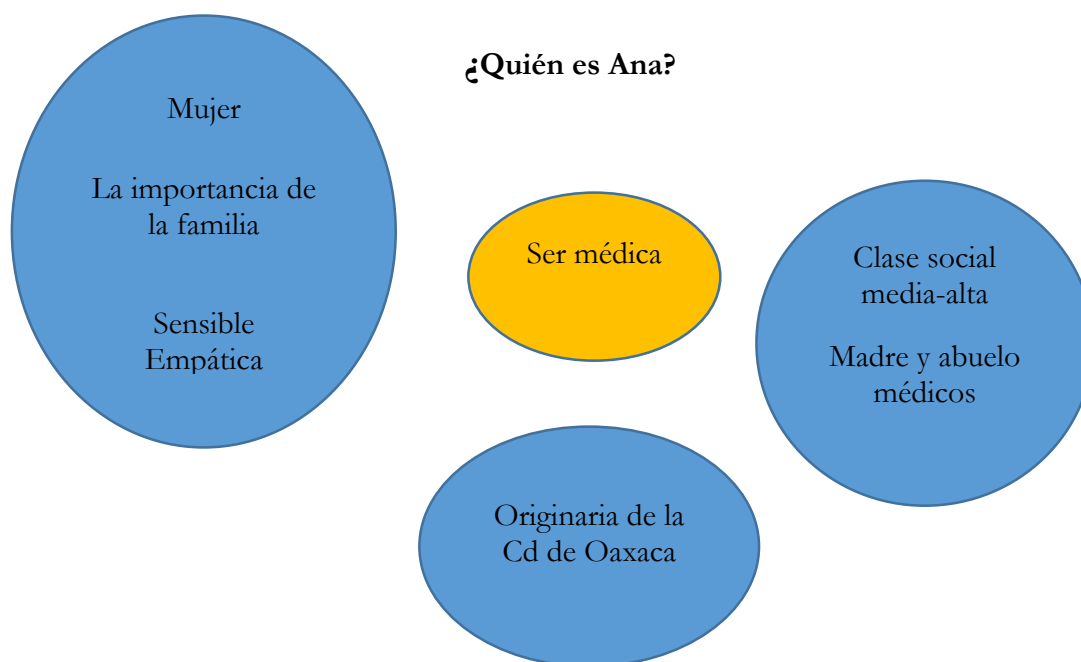 ¿Quién es Ana?
Mujer
La importancia de
la familia
Sensible
Empática
Ser médica
Clase social
media-alta
Madre y abuelo
médicos
Originaria de la
Cd de Oaxaca